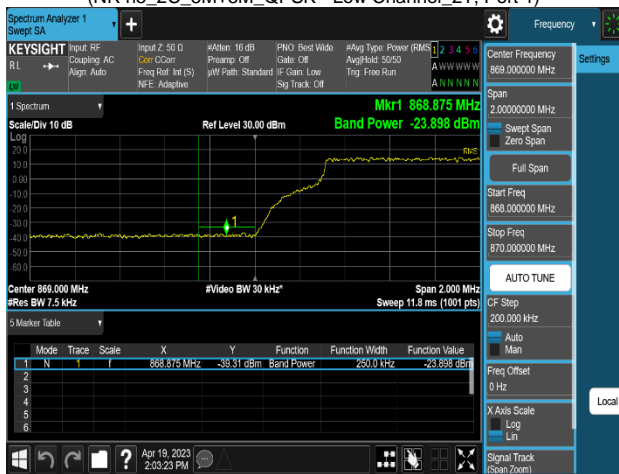 Spectrum Analyzer 1
Swept SA
Frequency
KEYSIGHT Input: RF
RL
Coupling: AC
Align: Auto
Input Z: 50 Ω
Corr CCorr
Freq Ref: Int (S)
NFE: Adaptive
#Atten: 16 dB
Preamp: Off
µW Path: Standard
PNO: Best Wide
Gate: Off
IF Gain: Low
Sig Track: Off
#Avg Type: Power (RMS
Avg|Hold: 50/50
Trig: Free Run
1 2 3 4 5 6
A W W W W W
A N N N N N
1 Spectrum
Mkr1 868.875 MHz
Scale/Div 10 dB
Ref Level 30.00 dBm
Band Power -23.898 dBm
Log
RMS
20.0
10.0
0.00
-10.0
-20.0
-30.0
-40.0
-50.0
-60.0
1
Center 869.000 MHz
#Video BW 30 kHz*
Span 2.000 MHz
#Res BW 7.5 kHz
Sweep 11.8 ms (1001 pts)
5 Marker Table
Mode Trace Scale X Y Function Function Width Function Value
1 N 1 f 868.875 MHz -39.31 dBm Band Power 250.0 kHz -23.898 dBm
2
3
4
5
6
Apr 19, 2023
2:03:23 PM
Center Frequency
869.000000 MHz
Settings
Span
2.00000000 MHz
Swept Span
Zero Span
Full Span
Start Freq
868.000000 MHz
Stop Freq
870.000000 MHz
AUTO TUNE
CF Step
200.000 kHz
Auto
Man
Freq Offset
0 Hz
X Axis Scale
Log
Lin
Local
Signal Track
(Span Zoom)